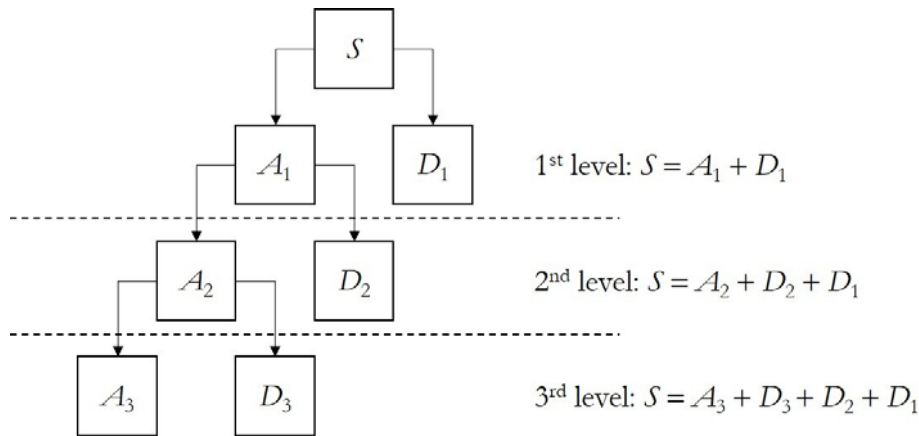 S
A₁
D₁
1ˢᵗ level: S = A₁ + D₁
A₂
D₂
2ⁿᵈ level: S = A₂ + D₂ + D₁
A₃
D₃
3ʳᵈ level: S = A₃ + D₃ + D₂ + D₁